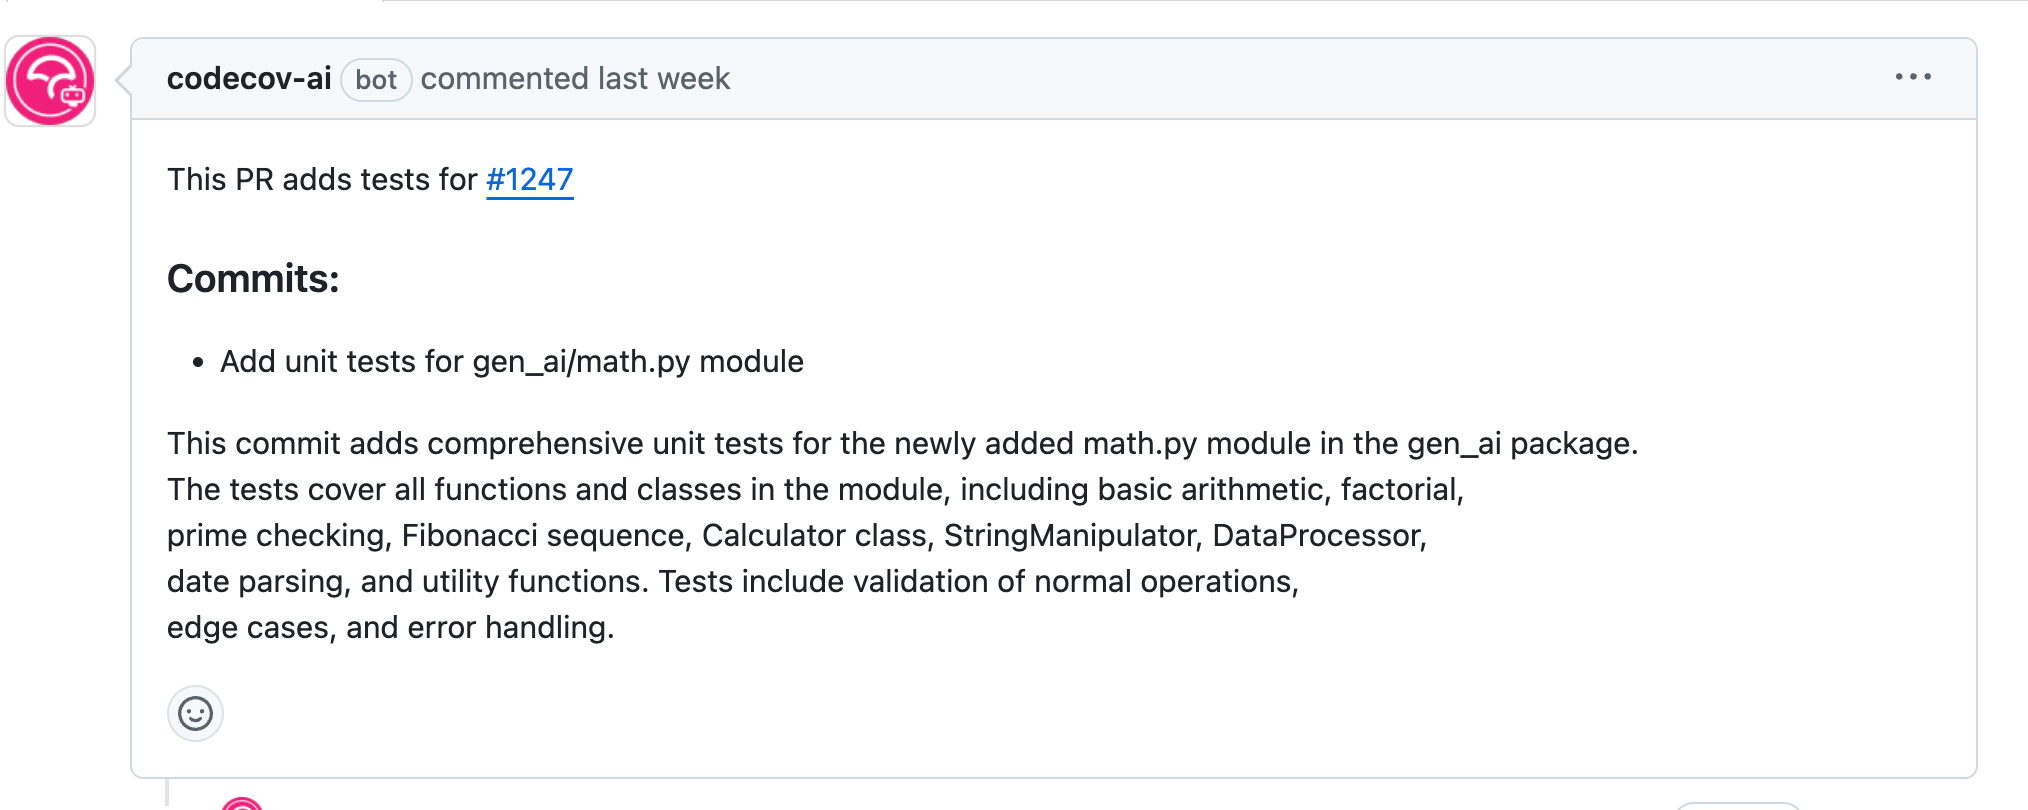 codecov-ai bot commented last week
This PR adds tests for #1247
Commits:
• Add unit tests for gen_ai/math.py module
This commit adds comprehensive unit tests for the newly added math.py module in the gen_ai package.
The tests cover all functions and classes in the module, including basic arithmetic, factorial,
prime checking, Fibonacci sequence, Calculator class, StringManipulator, DataProcessor,
date parsing, and utility functions. Tests include validation of normal operations,
edge cases, and error handling.